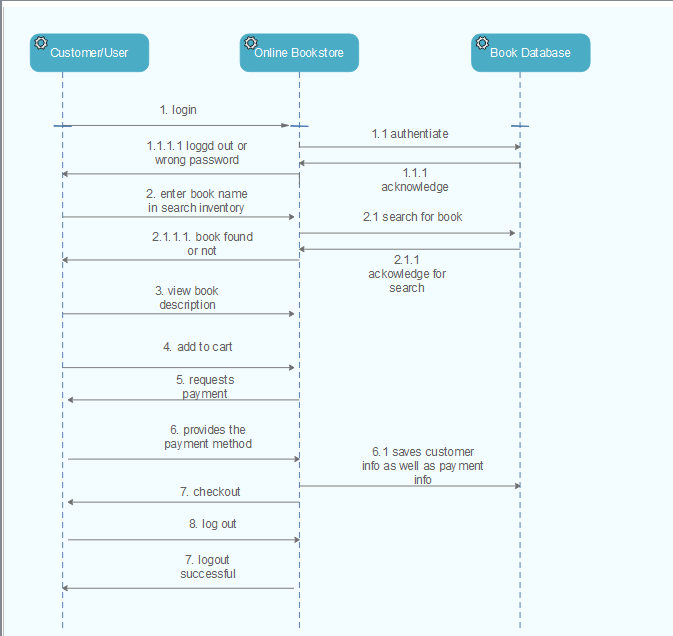 Customer/User
Online Bookstore
Book Database
1. login
1.1 authentiate
1.1.1.1 loggd out or
wrong password
1.1.1
acknowledge
2. enter book name
in search inventory
2.1 search for book
2.1.1.1. book found
or not
2.1.1
ackowledge for
search
3. view book
description
4. add to cart
5. requests
payment
6. provides the
payment method
6.1 saves customer
info as well as payment
info
7. checkout
8. log out
7. logout
successful